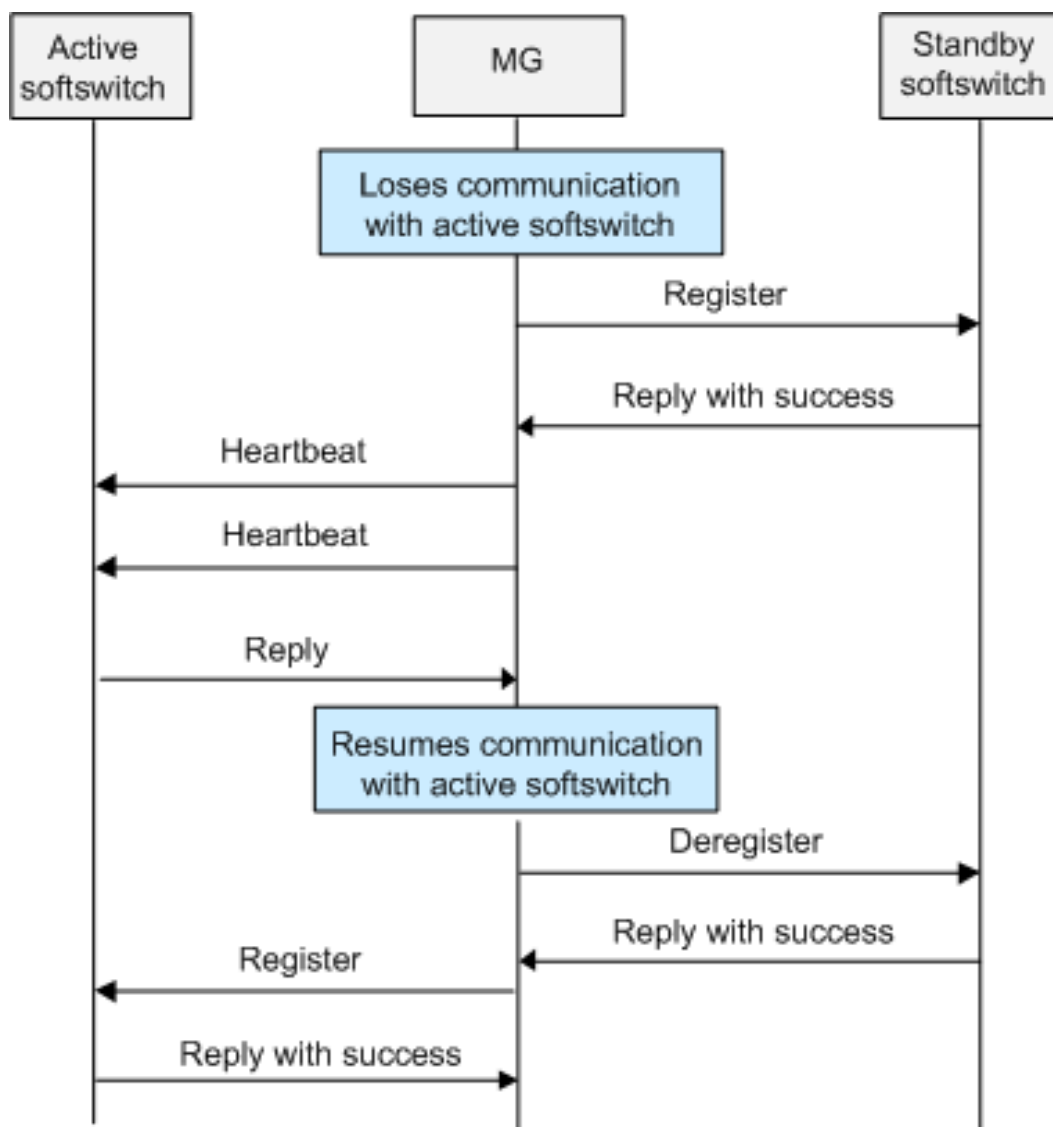 Active
softswitch
MG
Standby
softswitch
Loses communication
with active softswitch
Register
Reply with success
Heartbeat
Heartbeat
Reply
Resumes communication
with active softswitch
Deregister
Reply with success
Register
Reply with success